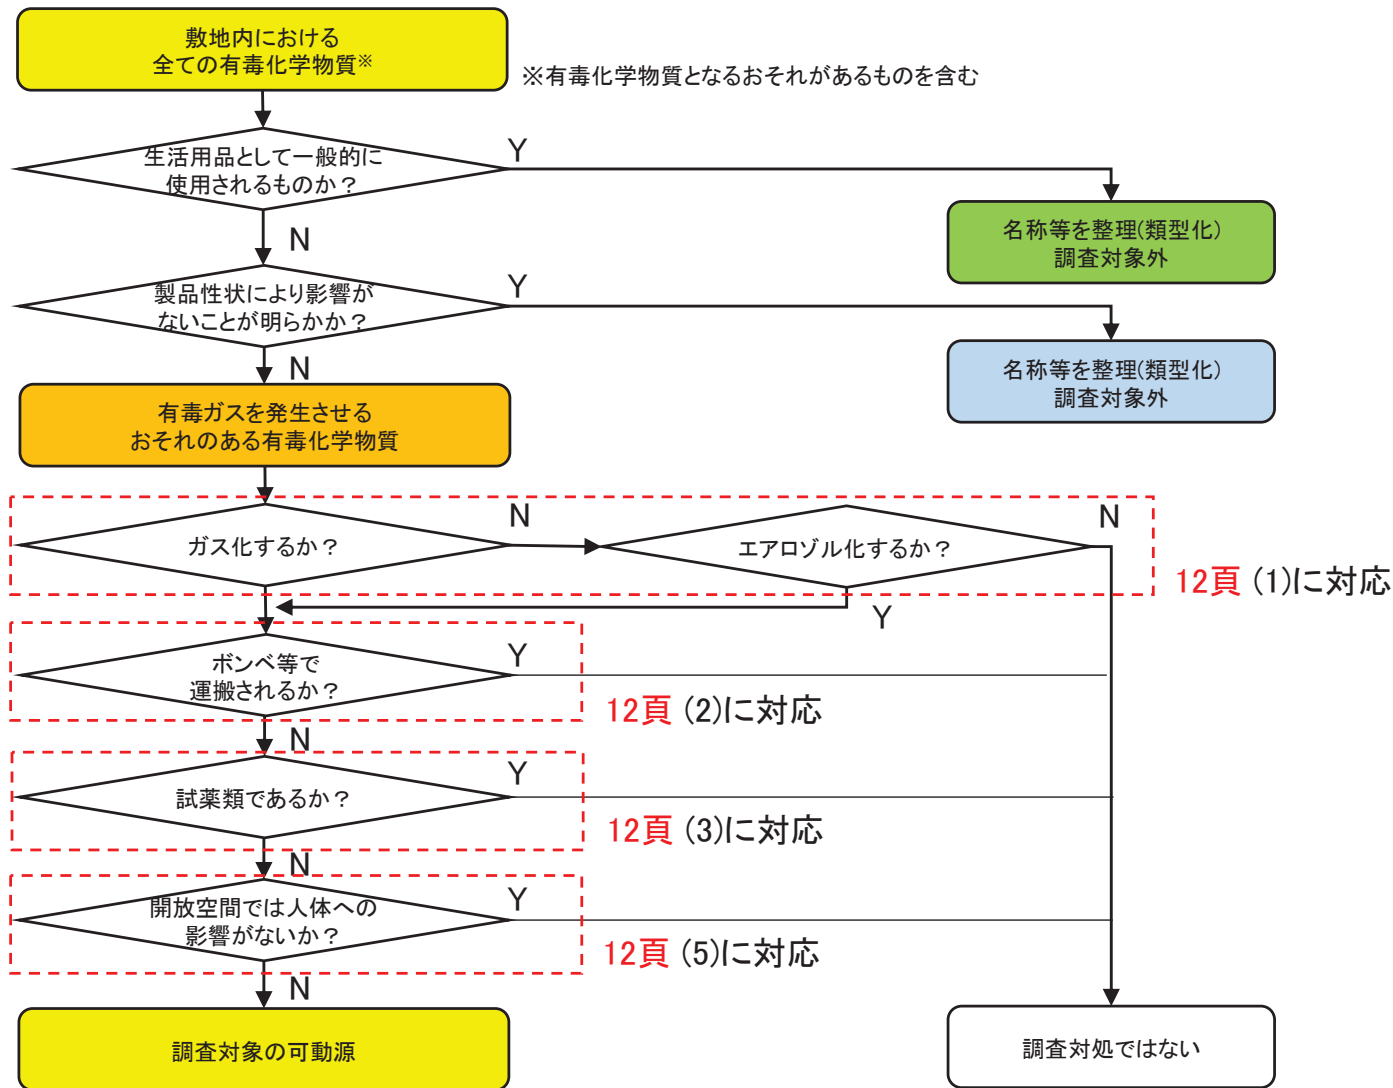 敷地内における
全ての有毒化学物質※
※有毒化学物質となるおそれがあるものを含む
生活用品として一般的に
使用されるものか？
Y
N
名称等を整理(類型化)
調査対象外
製品性状により影響が
ないことが明らかか？
Y
N
名称等を整理(類型化)
調査対象外
有毒ガスを発生させる
おそれのある有毒化学物質
ガス化するか？
N
エアロゾル化するか？
N
Y
12頁 (1)に対応
ボンベ等で
運搬されるか？
Y
N
12頁 (2)に対応
試薬類であるか？
Y
N
12頁 (3)に対応
開放空間では人体への
影響がないか？
Y
N
12頁 (5)に対応
調査対象の可動源
調査対処ではない